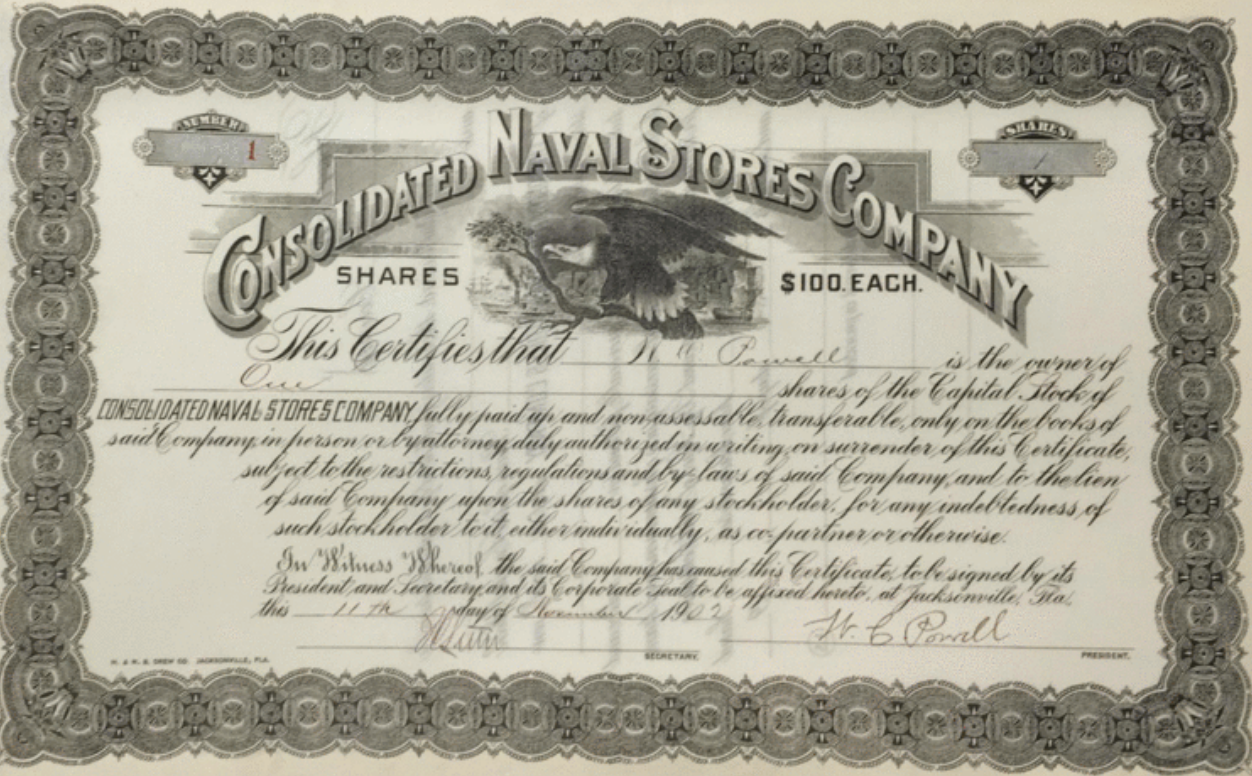 NUMBER
1
SHARES
1
CONSOLIDATED NAVAL STORES COMPANY
SHARES $100. EACH.
This Certifies that W. C. Powell is the owner of
One shares of the Capital Stock of
CONSOLIDATED NAVAL STORES COMPANY, fully paid up and non-assessable, transferable, only on the books of
said Company, in person or by attorney duly authorized in writing, on surrender of this Certificate,
subject to the restrictions, regulations and by-laws of said Company, and to the lien
of said Company upon the shares of any stockholder, for any indebtedness of
such stockholder to it, either individually, as co-partner or otherwise.
In Witness Whereof, the said Company has caused this Certificate, to be signed by its
President and Secretary, and its Corporate Seal to be affixed hereto, at Jacksonville, Fla,
this 11th day of November 1902
W. C. Powell
H. & W. B. DREW CO. JACKSONVILLE, FLA. SECRETARY. PRESIDENT.